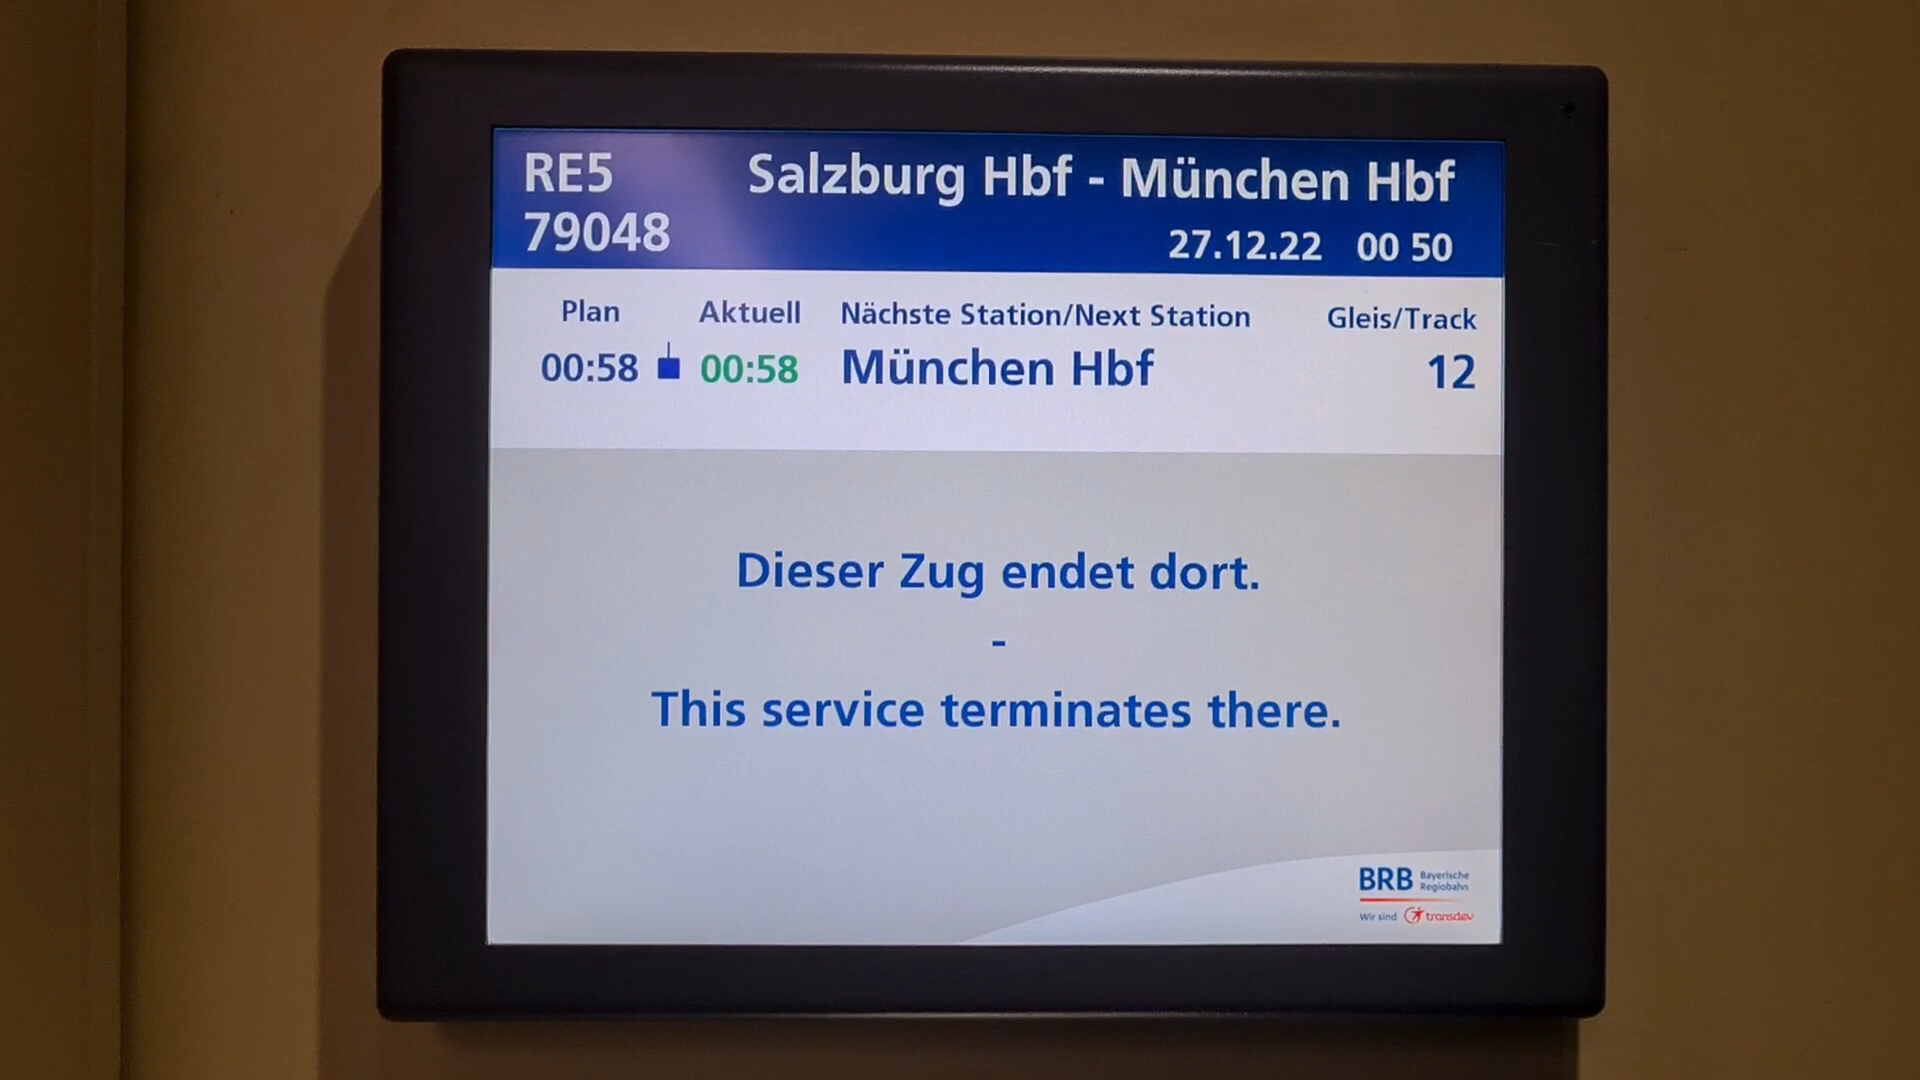 RE5 Salzburg Hbf - München Hbf
79048 27.12.22 00 50
Plan Aktuell Nächste Station/Next Station Gleis/Track
00:58 00:58 München Hbf 12
Dieser Zug endet dort.
-
This service terminates there.
BRB Bayerische Regiobahn
Wir sind transdev